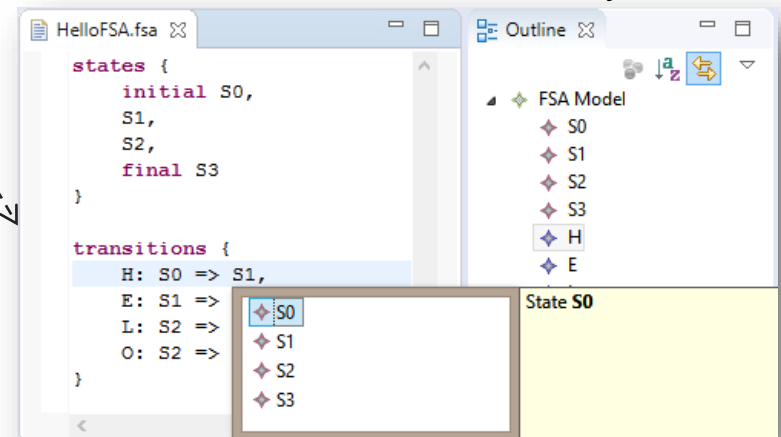 HelloFSA.fsa
states {
initial S0,
S1,
S2,
final S3
}
transitions {
H: S0 => S1,
E: S1 =>
L: S2 =>
O: S2 =>
}
S0
S1
S2
S3
Outline
FSA Model
S0
S1
S2
S3
H
E
State S0